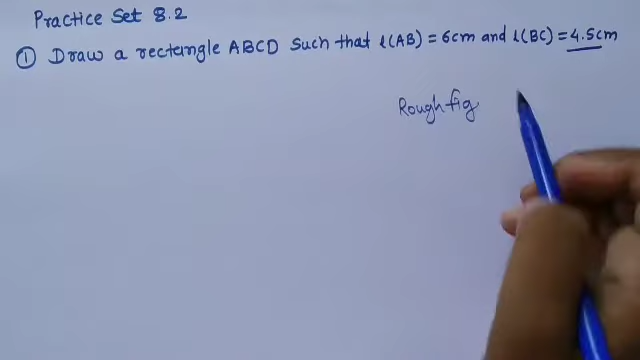 Practice Set 8.2
① Draw a rectangle ABCD Such that l(AB) = 6cm and l(BC) = 4.5cm
Rough fig